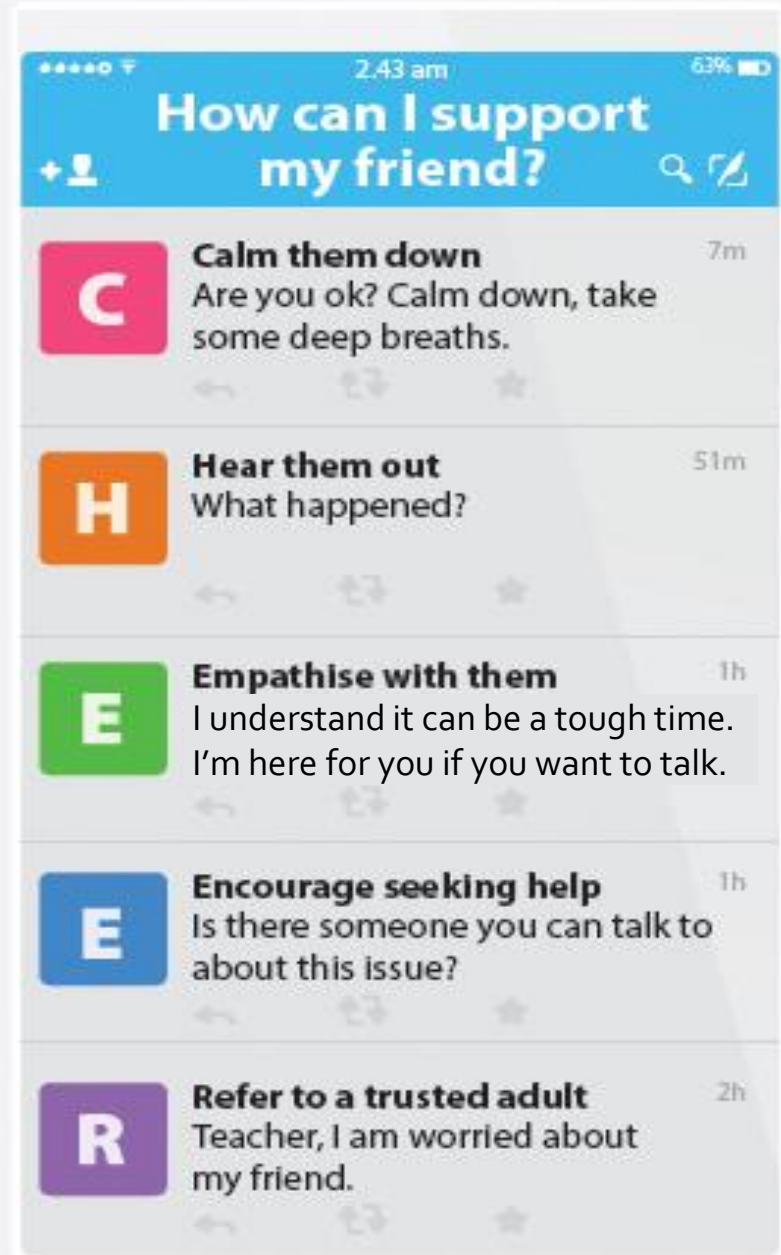 2.43 am
63%
How can I support
my friend?
C
Calm them down
7m
Are you ok? Calm down, take
some deep breaths.
H
Hear them out
51m
What happened?
E
Empathise with them
1h
I understand it can be a tough time.
I'm here for you if you want to talk.
E
Encourage seeking help
1h
Is there someone you can talk to
about this issue?
R
Refer to a trusted adult
2h
Teacher, I am worried about
my friend.